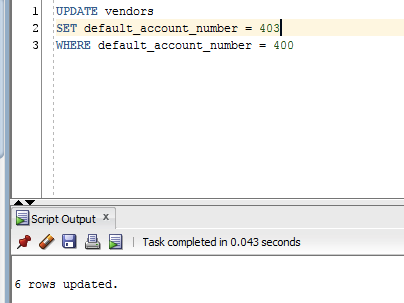 1 UPDATE vendors
2 SET default_account_number = 403
3 WHERE default_account_number = 400
Script Output x
Task completed in 0.043 seconds
6 rows updated.